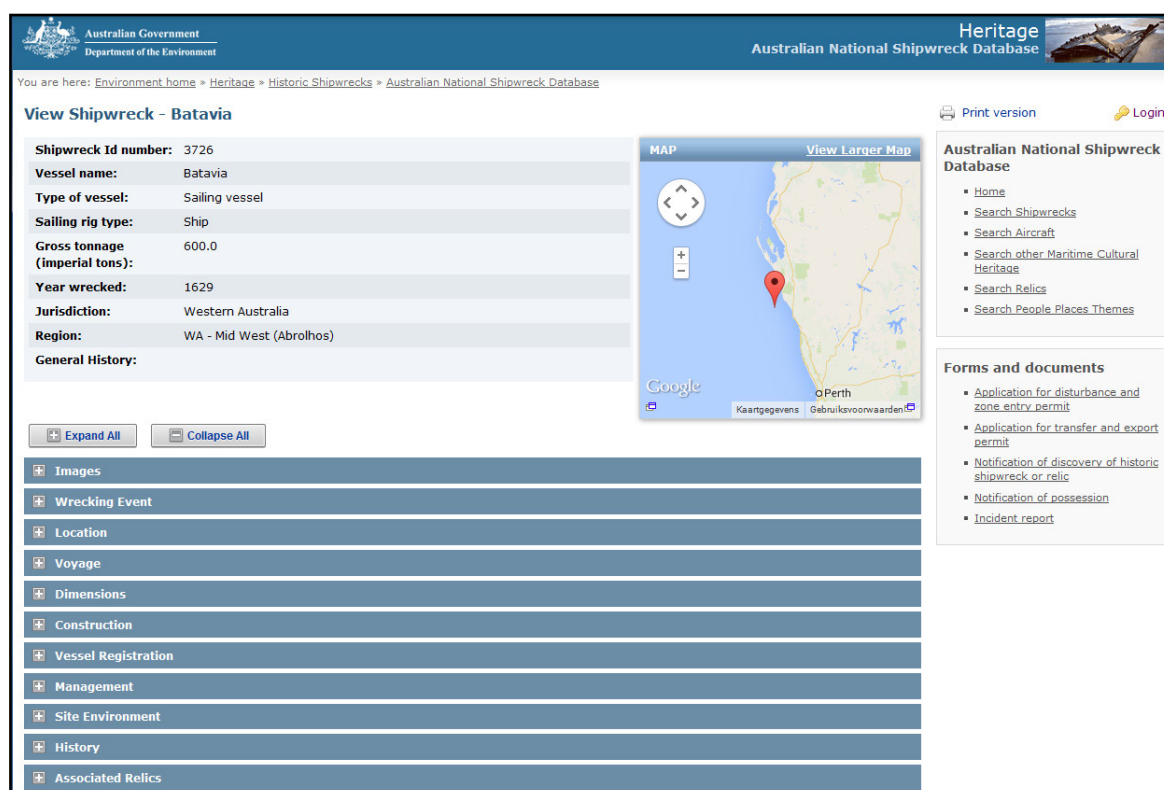 Australian Government
Department of the Environment
Heritage
Australian National Shipwreck Database
You are here: Environment home » Heritage » Historic Shipwrecks » Australian National Shipwreck Database
View Shipwreck - Batavia
Shipwreck Id number: 3726
Vessel name: Batavia
Type of vessel: Sailing vessel
Sailing rig type: Ship
Gross tonnage 600.0
(imperial tons):
Year wrecked: 1629
Jurisdiction: Western Australia
Region: WA - Mid West (Abrolhos)
General History:
MAP View Larger Map
+
−
Perth
Google
Kaartgegevens Gebruiksvoorwaarden
Expand All Collapse All
Images
Wrecking Event
Location
Voyage
Dimensions
Construction
Vessel Registration
Management
Site Environment
History
Associated Relics
Print version Login
Australian National Shipwreck
Database
Home
Search Shipwrecks
Search Aircraft
Search other Maritime Cultural
Heritage
Search Relics
Search People Places Themes
Forms and documents
Application for disturbance and
zone entry permit
Application for transfer and export
permit
Notification of discovery of historic
shipwreck or relic
Notification of possession
Incident report